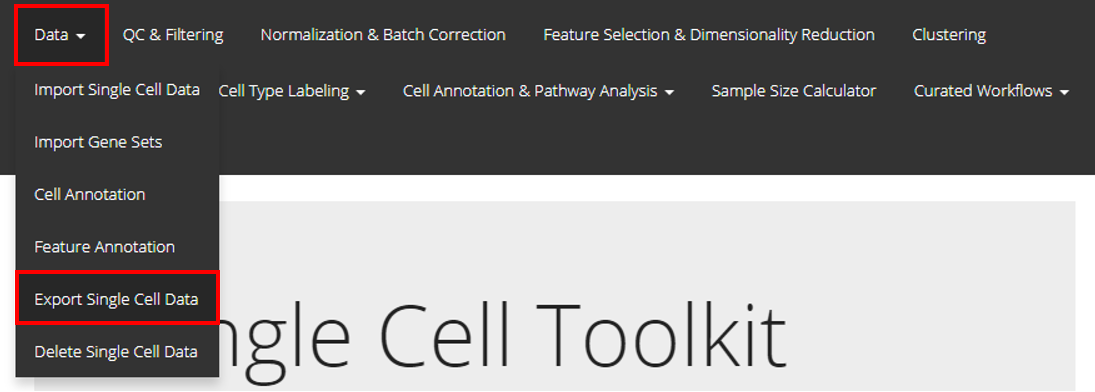 Data QC & Filtering Normalization & Batch Correction Feature Selection & Dimensionality Reduction Clustering
Import Single Cell Data Cell Type Labeling Cell Annotation & Pathway Analysis Sample Size Calculator Curated Workflows
Import Gene Sets
Cell Annotation
Feature Annotation
Export Single Cell Data
ngle Cell Toolkit
Delete Single Cell Data